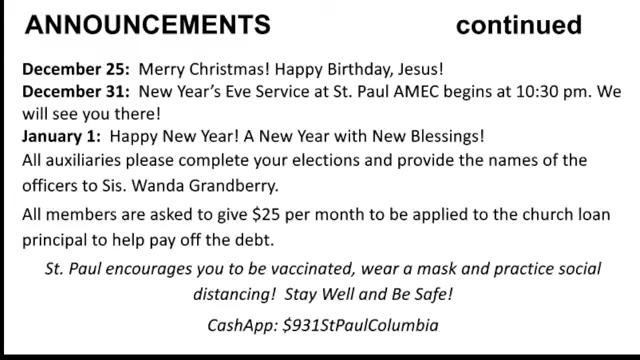 ANNOUNCEMENTS continued
December 25: Merry Christmas! Happy Birthday, Jesus!
December 31: New Year's Eve Service at St. Paul AMEC begins at 10:30 pm. We
will see you there!
January 1: Happy New Year! A New Year with New Blessings!
All auxiliaries please complete your elections and provide the names of the
officers to Sis. Wanda Grandberry.
All members are asked to give $25 per month to be applied to the church loan
principal to help pay off the debt.
St. Paul encourages you to be vaccinated, wear a mask and practice social
distancing! Stay Well and Be Safe!
CashApp: $931StPaulColumbia